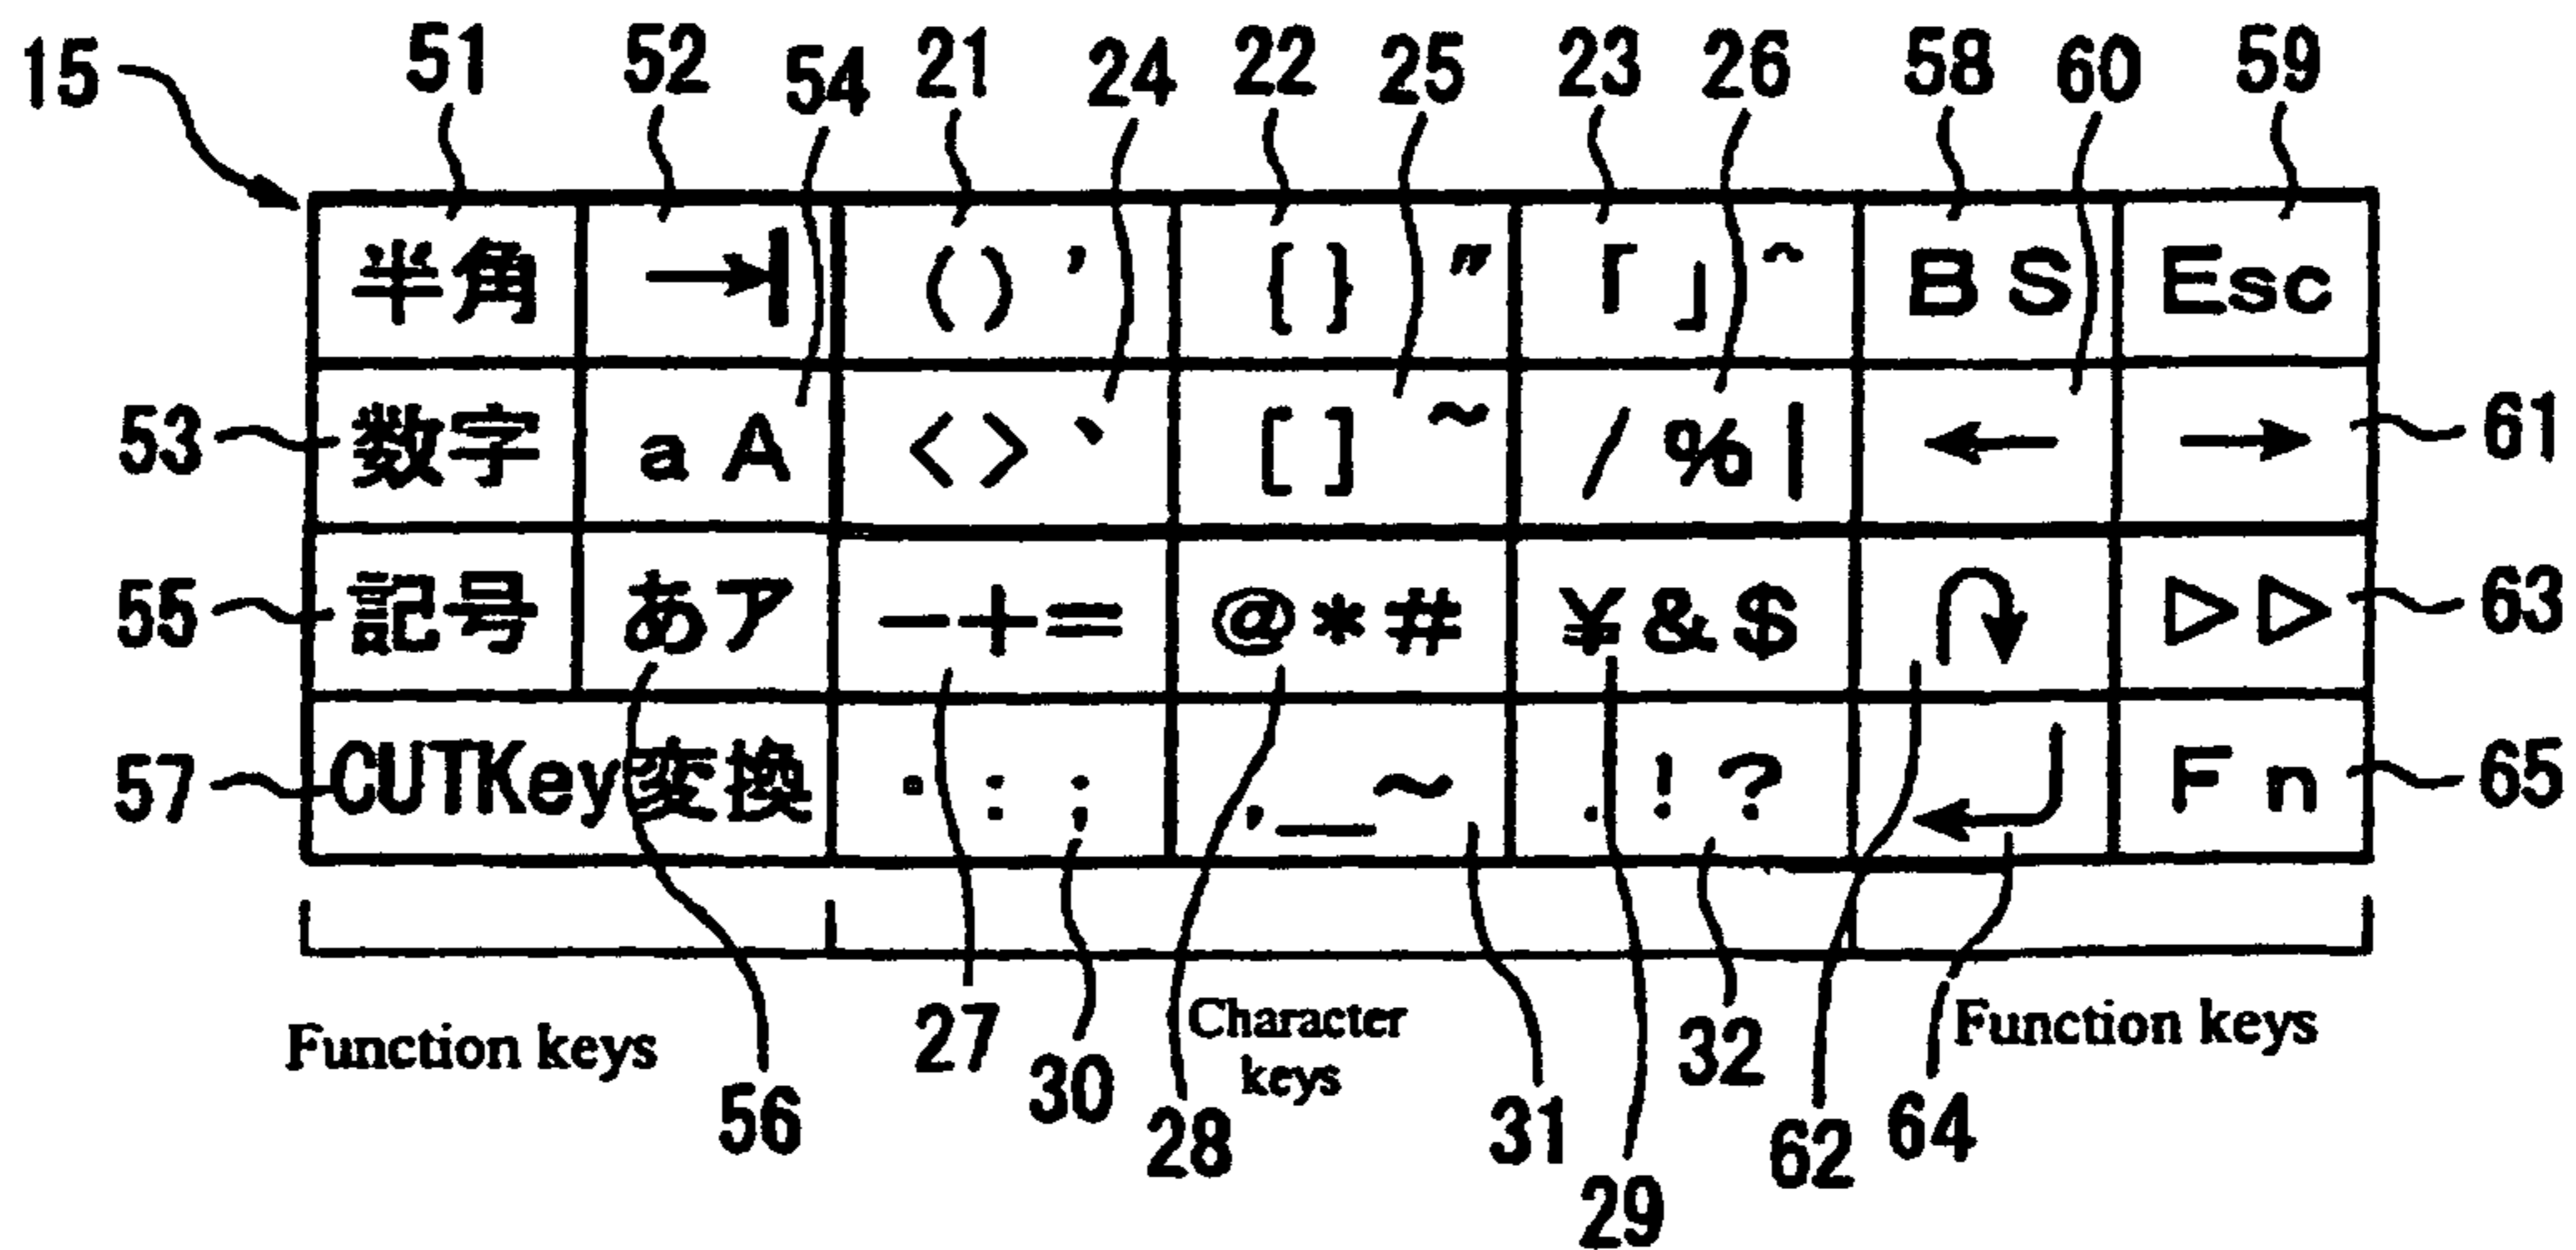 15 51 52 54 21 24 22 25 23 26 58 60 59
半角 →| ( ) ’ { } ” 「 」 ^ B S Esc
53 数字 a A < > ` [ ] ~ / % | ← → 61
55 記号 あア - + = @ * # ¥ & $ ▷▷ 63
57 CUTKey変換 ・ : ; , _ ~ . ! ? F n 65
Function keys 56 27 30 28 Character keys 31 29 32 62 64 Function keys